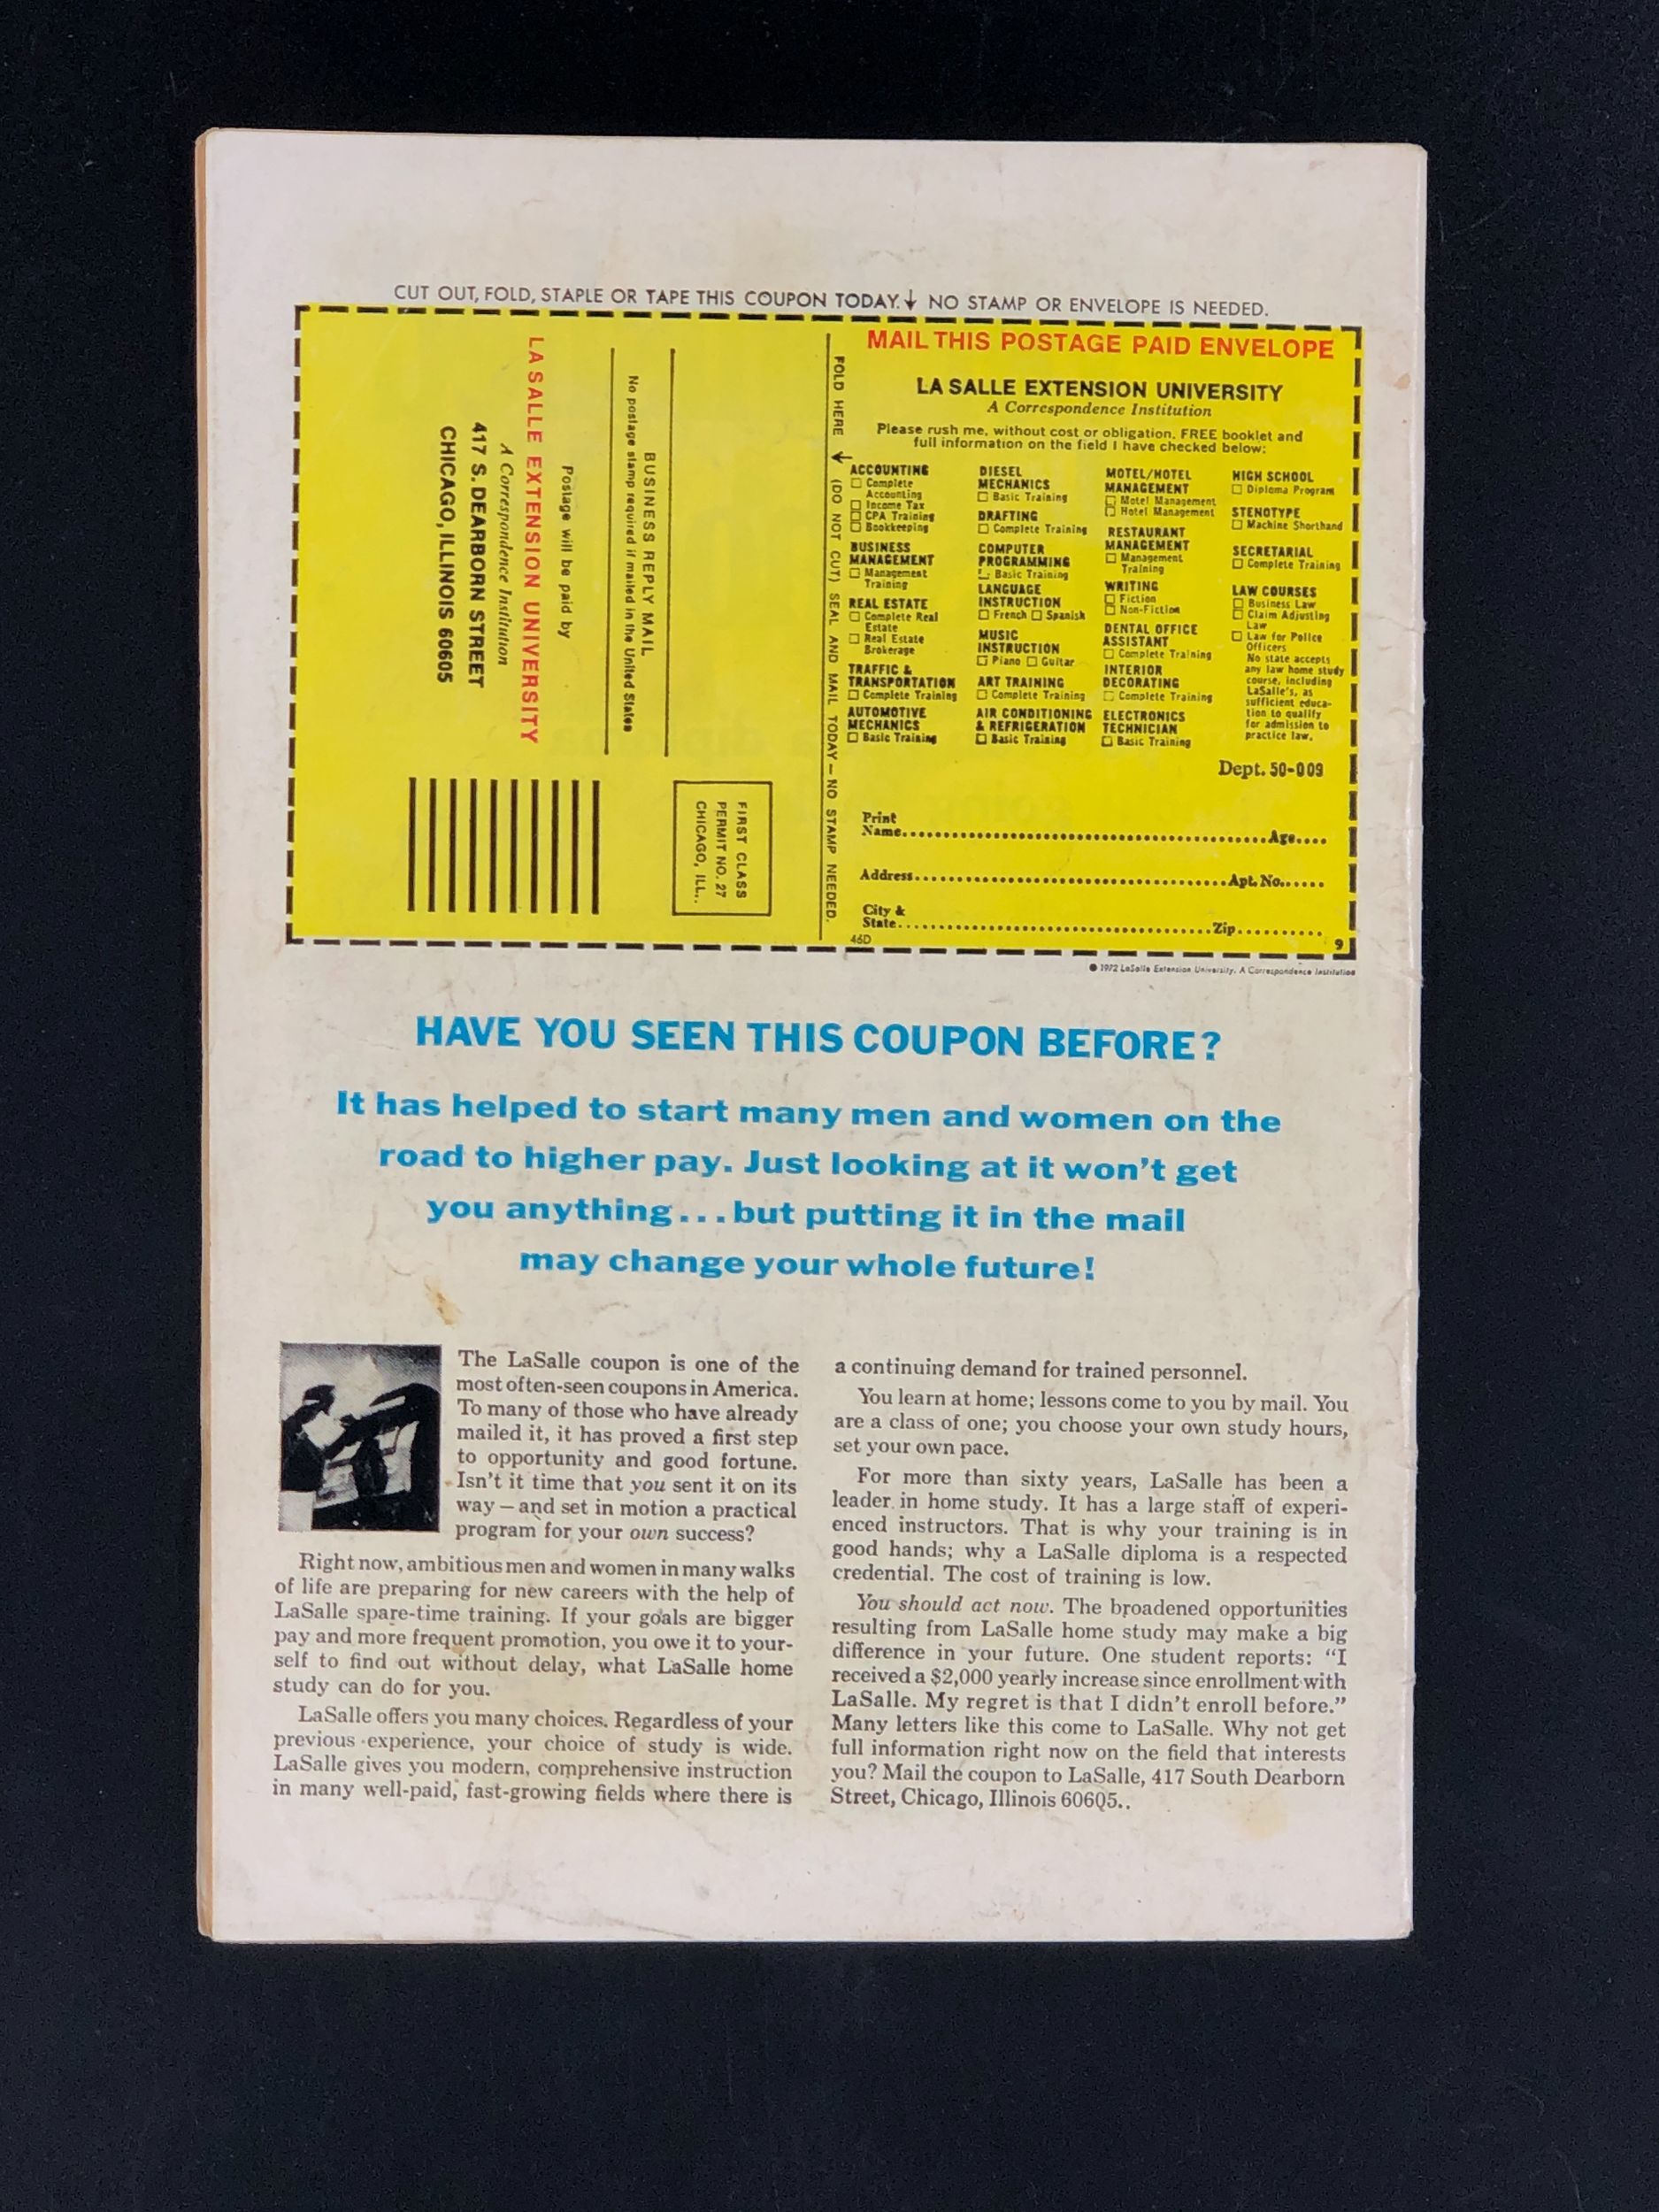 CUT OUT, FOLD, STAPLE OR TAPE THIS COUPON TODAY. NO STAMP OR ENVELOPE IS NEEDED.
LA SALLE EXTENSION UNIVERSITY
A Correspondence Institution
417 S. DEARBORN STREET
CHICAGO, ILLINOIS 60605
Postage will be paid by
BUSINESS REPLY MAIL
No postage stamp required if mailed in the United States
FIRST CLASS
PERMIT NO. 27
CHICAGO, ILL..
FOLD HERE (DO NOT CUT) SEAL AND MAIL TODAY — NO STAMP NEEDED.
MAIL THIS POSTAGE PAID ENVELOPE
LA SALLE EXTENSION UNIVERSITY
A Correspondence Institution
Please rush me, without cost or obligation, FREE booklet and
full information on the field I have checked below:
ACCOUNTING
Complete
Accounting
Income Tax
CPA Training
Bookkeeping
BUSINESS
MANAGEMENT
Management
Training
REAL ESTATE
Complete Real
Estate
Real Estate
Brokerage
TRAFFIC &
TRANSPORTATION
Complete Training
AUTOMOTIVE
MECHANICS
Basic Training
DIESEL
MECHANICS
Basic Training
DRAFTING
Complete Training
COMPUTER
PROGRAMMING
Basic Training
LANGUAGE
INSTRUCTION
French Spanish
MUSIC
INSTRUCTION
Piano Guitar
ART TRAINING
Complete Training
AIR CONDITIONING
& REFRIGERATION
Basic Training
MOTEL/HOTEL
MANAGEMENT
Motel Management
Hotel Management
RESTAURANT
MANAGEMENT
Management
Training
WRITING
Fiction
Non-Fiction
DENTAL OFFICE
ASSISTANT
Complete Training
INTERIOR
DECORATING
Complete Training
ELECTRONICS
TECHNICIAN
Basic Training
HIGH SCHOOL
Diploma Program
STENOTYPE
Machine Shorthand
SECRETARIAL
Complete Training
LAW COURSES
Business Law
Claim Adjusting
Law
Law for Police
Officers
No state accepts
any law home study
course, including
LaSalle's, as
sufficient educa-
tion to qualify
for admission to
practice law.
Dept. 50-009
Print
Name Age
Address Apt. No.
City &
State Zip
46D 9
1972 LaSalle Extension University. A Correspondence Institution
HAVE YOU SEEN THIS COUPON BEFORE?
It has helped to start many men and women on the
road to higher pay. Just looking at it won't get
you anything...but putting it in the mail
may change your whole future!
The LaSalle coupon is one of the
most often-seen coupons in America.
To many of those who have already
mailed it, it has proved a first step
to opportunity and good fortune.
Isn't it time that you sent it on its
way — and set in motion a practical
program for your own success?
Right now, ambitious men and women in many walks
of life are preparing for new careers with the help of
LaSalle spare-time training. If your goals are bigger
pay and more frequent promotion, you owe it to your-
self to find out without delay, what LaSalle home
study can do for you.
LaSalle offers you many choices. Regardless of your
previous experience, your choice of study is wide.
LaSalle gives you modern, comprehensive instruction
in many well-paid, fast-growing fields where there is
a continuing demand for trained personnel.
You learn at home; lessons come to you by mail. You
are a class of one; you choose your own study hours,
set your own pace.
For more than sixty years, LaSalle has been a
leader in home study. It has a large staff of experi-
enced instructors. That is why your training is in
good hands; why a LaSalle diploma is a respected
credential. The cost of training is low.
You should act now. The broadened opportunities
resulting from LaSalle home study may make a big
difference in your future. One student reports: "I
received a $2,000 yearly increase since enrollment with
LaSalle. My regret is that I didn't enroll before."
Many letters like this come to LaSalle. Why not get
full information right now on the field that interests
you? Mail the coupon to LaSalle, 417 South Dearborn
Street, Chicago, Illinois 60605..